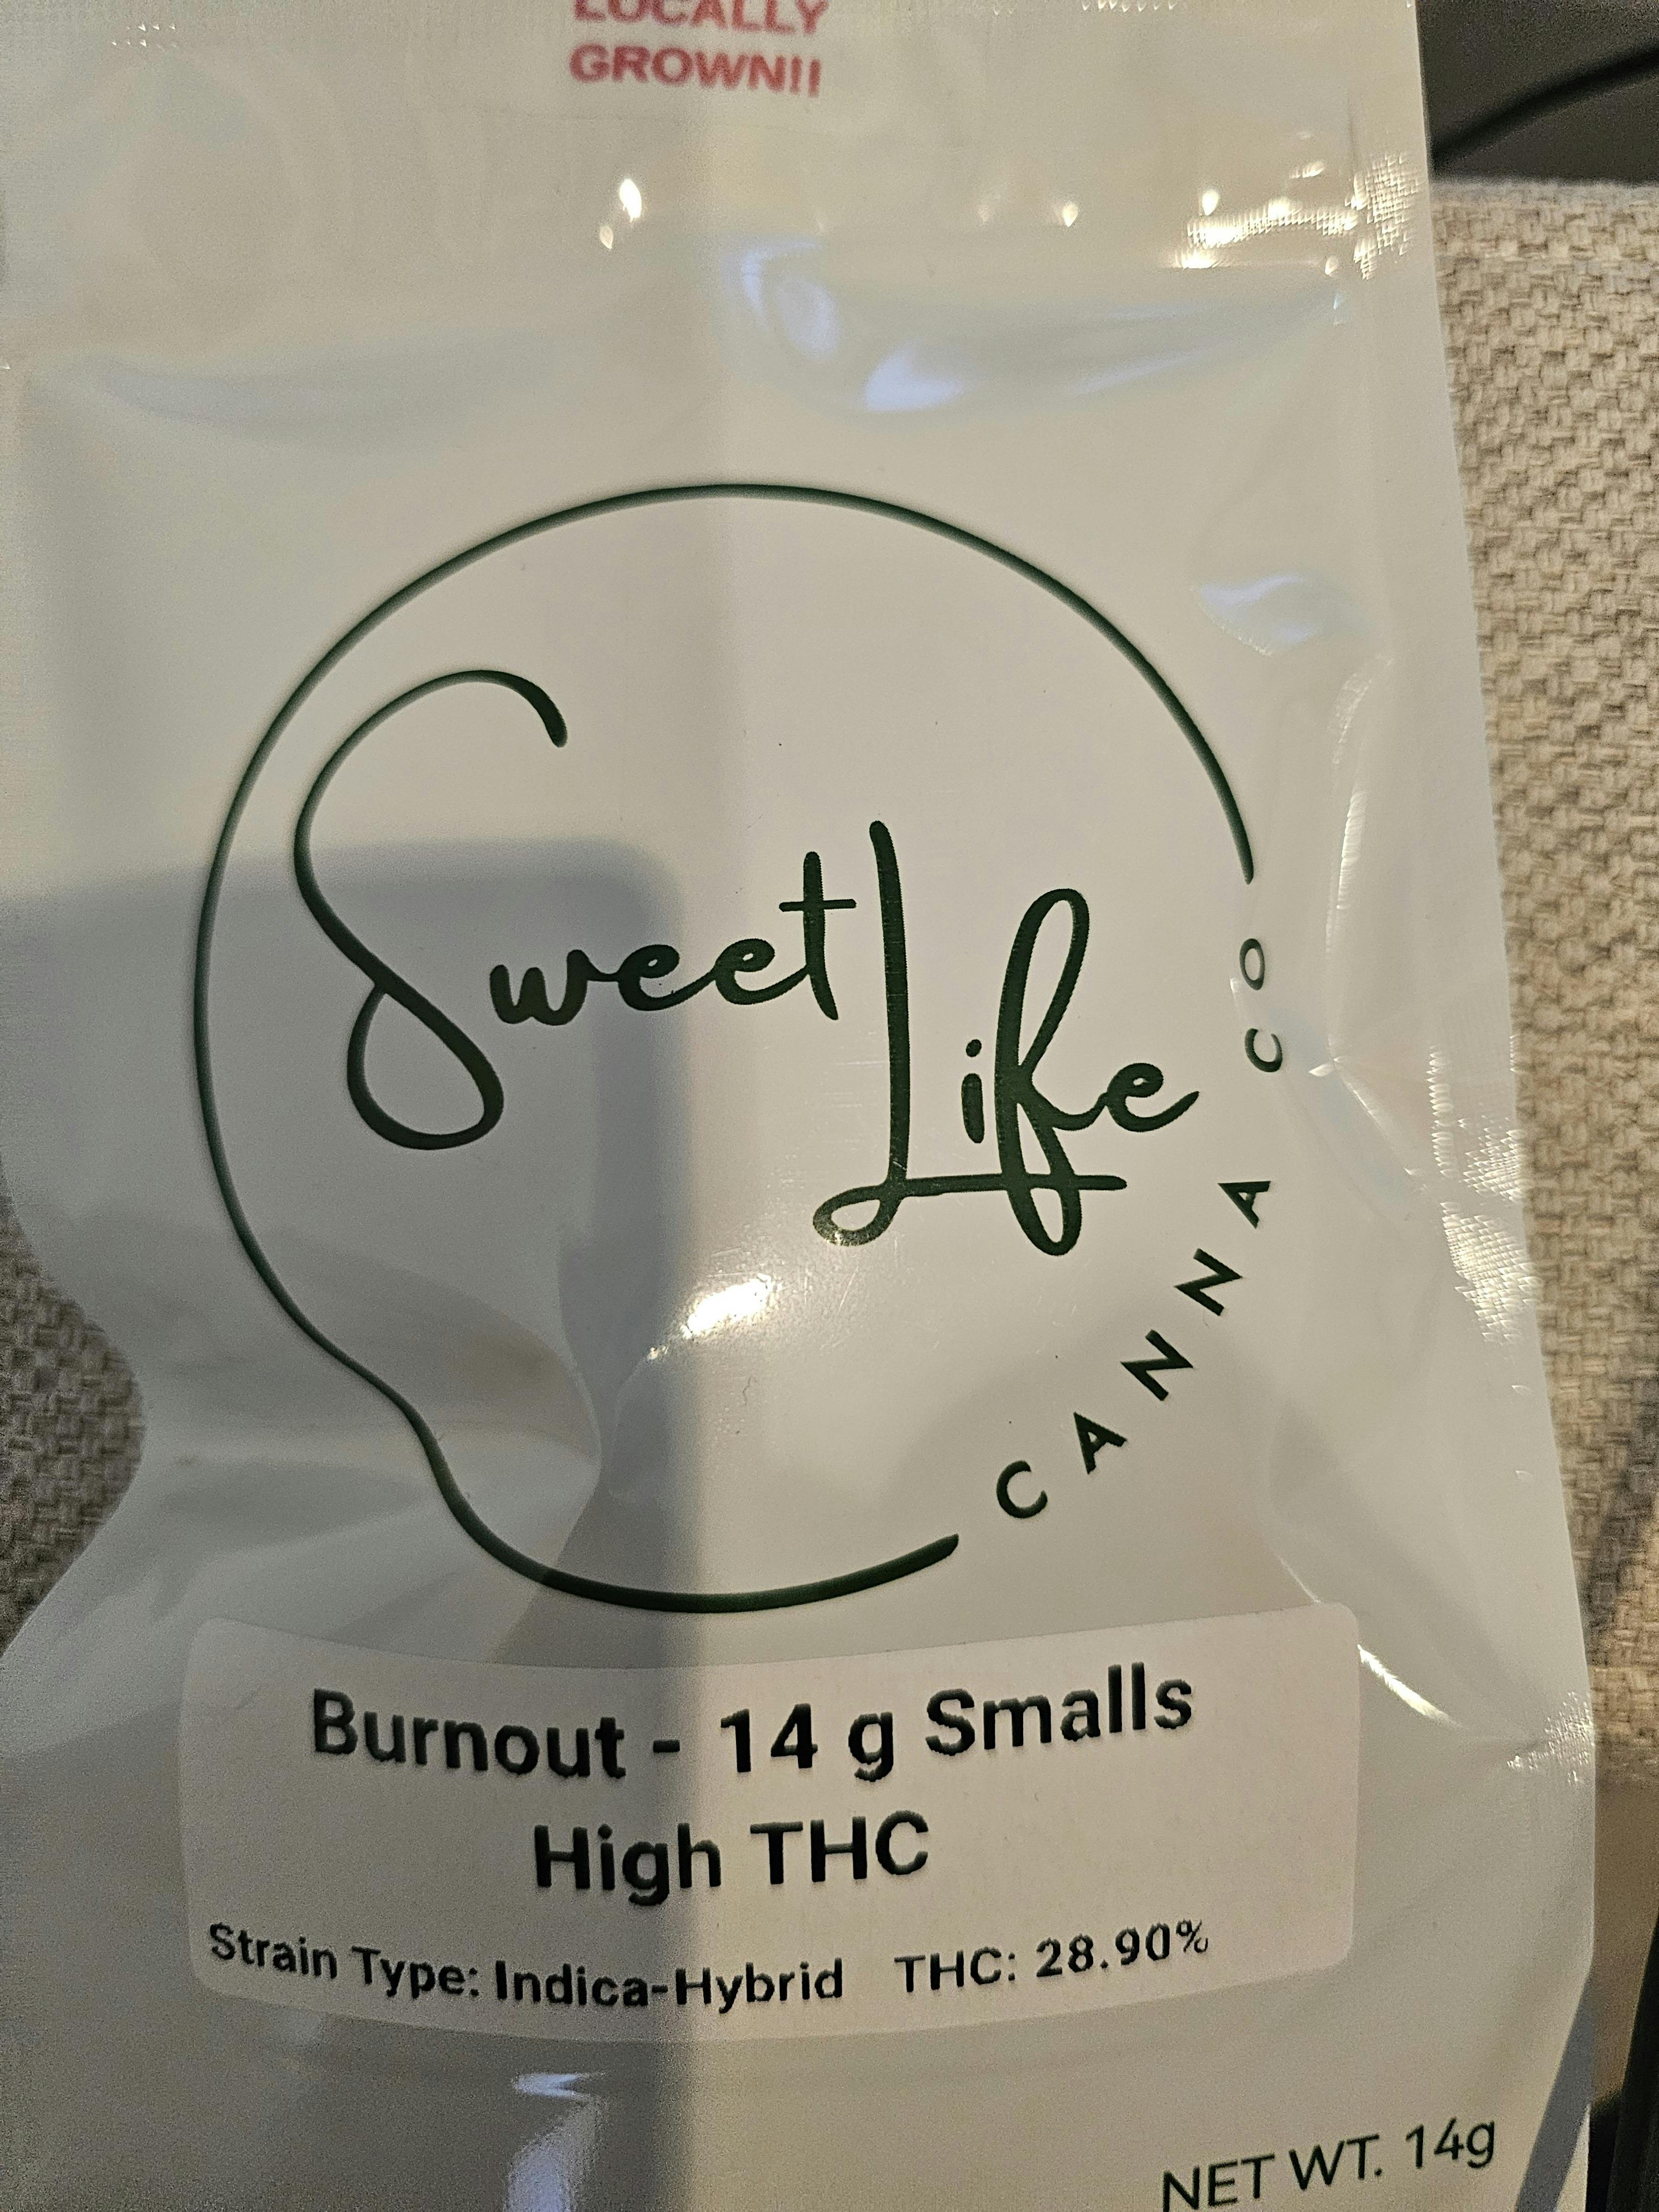 LOCALLY
GROWN!!
Sweet Life
CANNA CO
Burnout - 14 g Smalls
High THC
Strain Type: Indica-Hybrid THC: 28.90%
NET WT. 14g